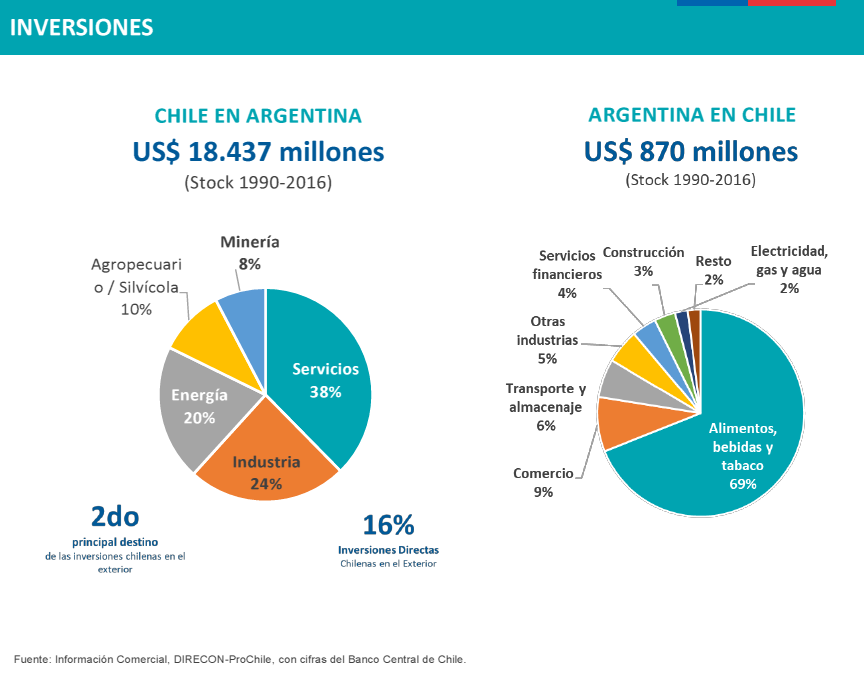 INVERSIONES
CHILE EN ARGENTINA
US$ 18.437 millones
(Stock 1990-2016)
Minería
8%
Agropecuari
o / Silvícola
10%
Servicios
38%
Energía
20%
Industria
24%
2do
principal destino
de las inversiones chilenas en el
exterior
16%
Inversiones Directas
Chilenas en el Exterior
ARGENTINA EN CHILE
US$ 870 millones
(Stock 1990-2016)
Servicios
financieros
4%
Construcción
3%
Resto
2%
Electricidad,
gas y agua
2%
Otras
industrias
5%
Transporte y
almacenaje
6%
Comercio
9%
Alimentos,
bebidas y
tabaco
69%
Fuente: Información Comercial, DIRECON-ProChile, con cifras del Banco Central de Chile.